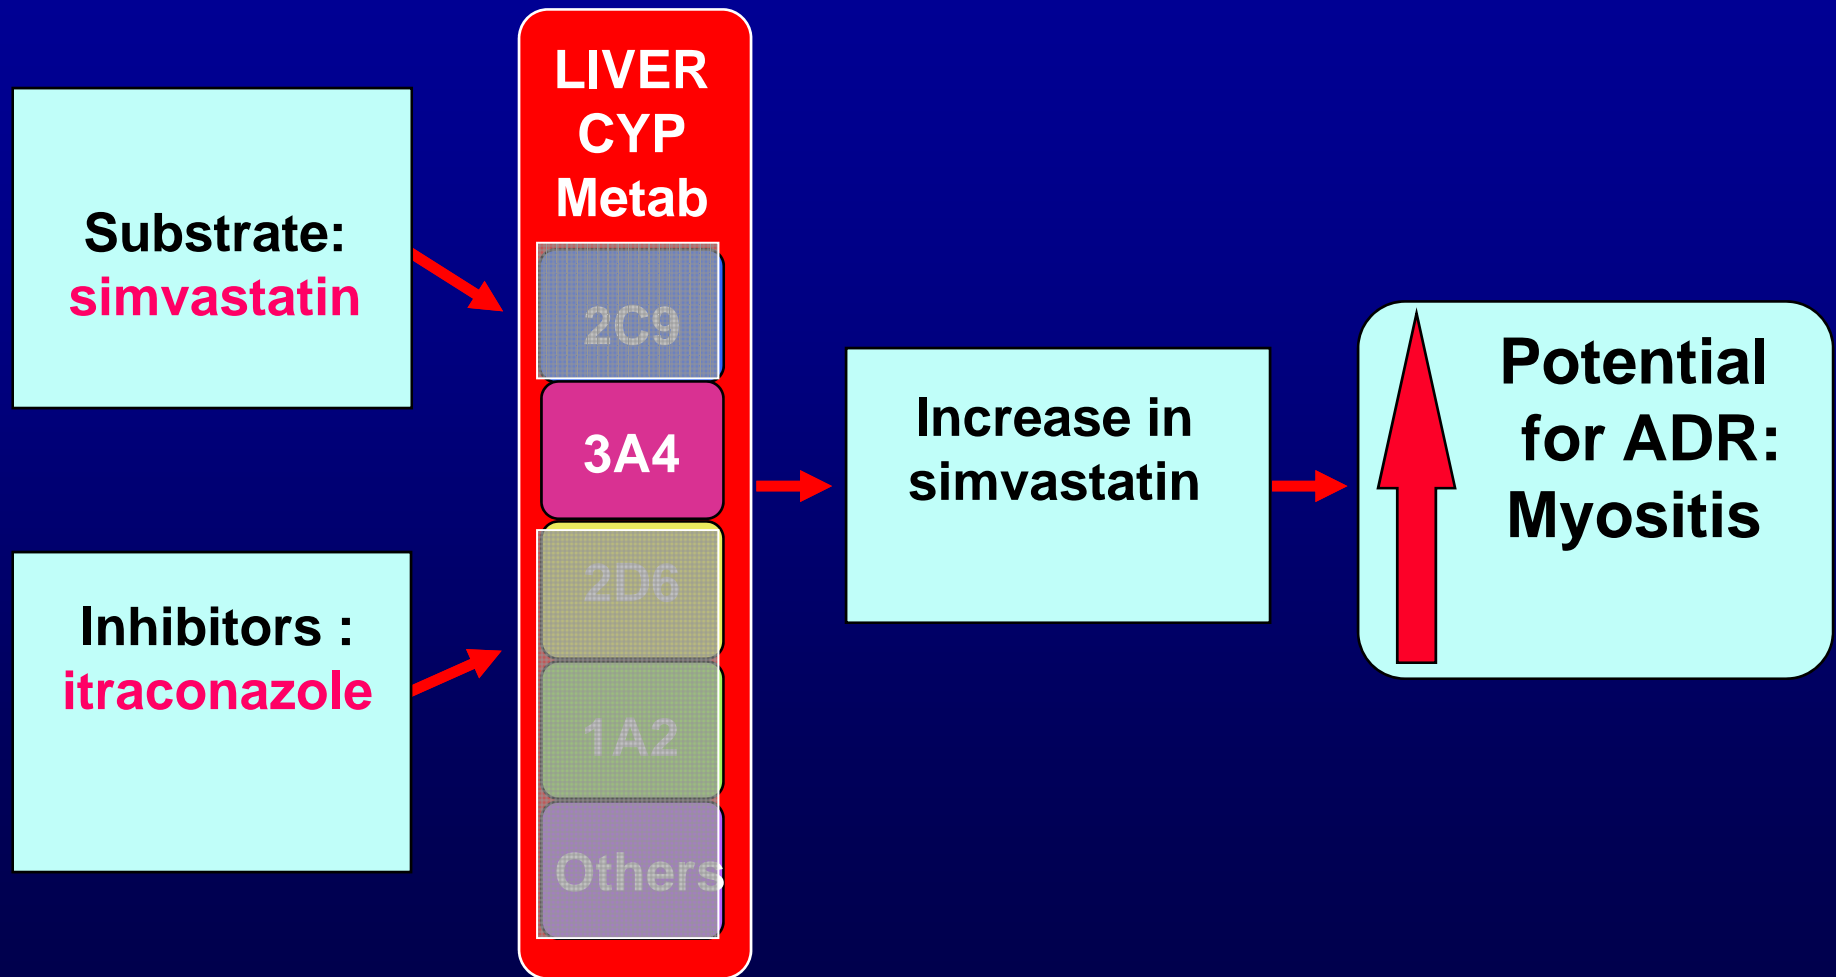 Substrate:
simvastatin
Inhibitors :
itraconazole
LIVER
CYP
Metab
2C9
3A4
2D6
1A2
Others
Increase in
simvastatin
Potential
for ADR:
Myositis